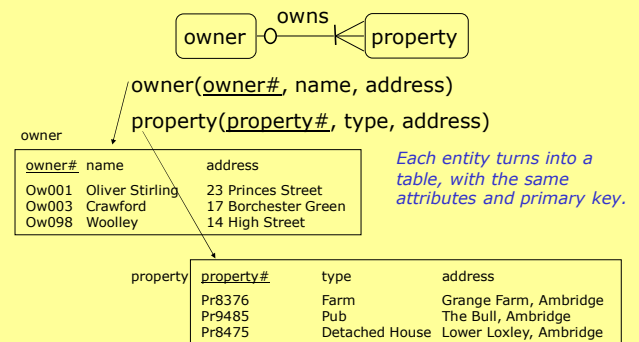 owns
owner property
owner(owner#, name, address)
property(property#, type, address)
owner
owner# name address
Ow001 Oliver Stirling 23 Princes Street
Ow003 Crawford 17 Borchester Green
Ow098 Woolley 14 High Street
Each entity turns into a
table, with the same
attributes and primary key.
property property# type address
Pr8376 Farm Grange Farm, Ambridge
Pr9485 Pub The Bull, Ambridge
Pr8475 Detached House Lower Loxley, Ambridge